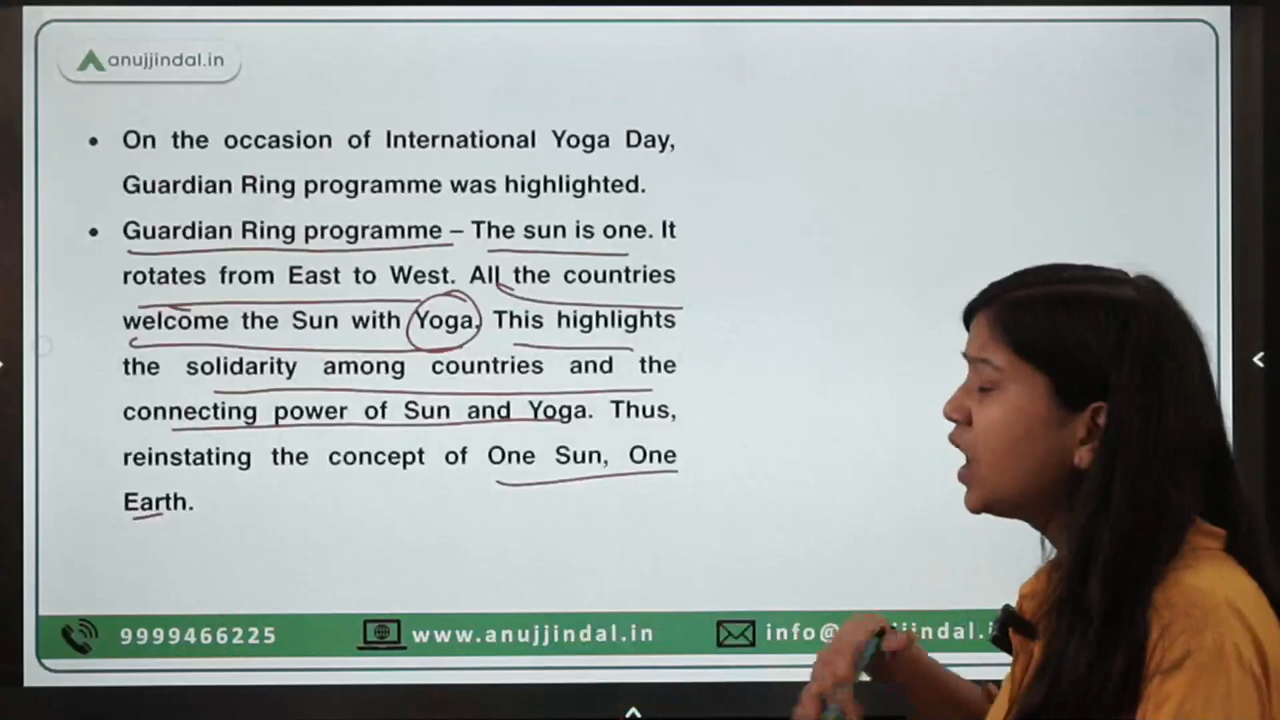 anujjindal.in
• On the occasion of International Yoga Day,
Guardian Ring programme was highlighted.
• Guardian Ring programme – The sun is one. It
rotates from East to West. All the countries
welcome the Sun with Yoga. This highlights
the solidarity among countries and the
connecting power of Sun and Yoga. Thus,
reinstating the concept of One Sun, One
Earth.
9999466225
www.anujjindal.in